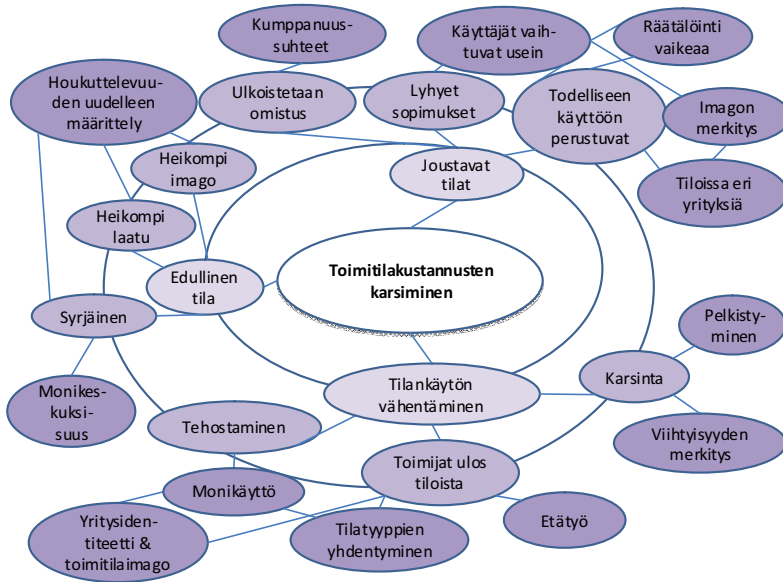 Kumppanuus-
suhteet
Käyttäjät vaih-
tuvat usein
Räätälöinti
vaikeaa
Houkuttelevuu-
den uudelleen
määrittely
Ulkoistetaan
omistus
Lyhyet
sopimukset
Todelliseen
käyttöön
perustuvat
Imagon
merkitys
Heikompi
imago
Joustavat
tilat
Tiloissa eri
yrityksiä
Heikompi
laatu
Edullinen
tila
Toimitilakustannusten
karsiminen
Syrjäinen
Pelkisty-
minen
Monikes-
kuksi-
suus
Tilankäytön
vähentäminen
Karsinta
Tehostaminen
Viihtyisyyden
merkitys
Toimijat ulos
tiloista
Monikäyttö
Yritysiden-
titeetti &
toimitilaimago
Tilatyyppien
yhdentyminen
Etätyö